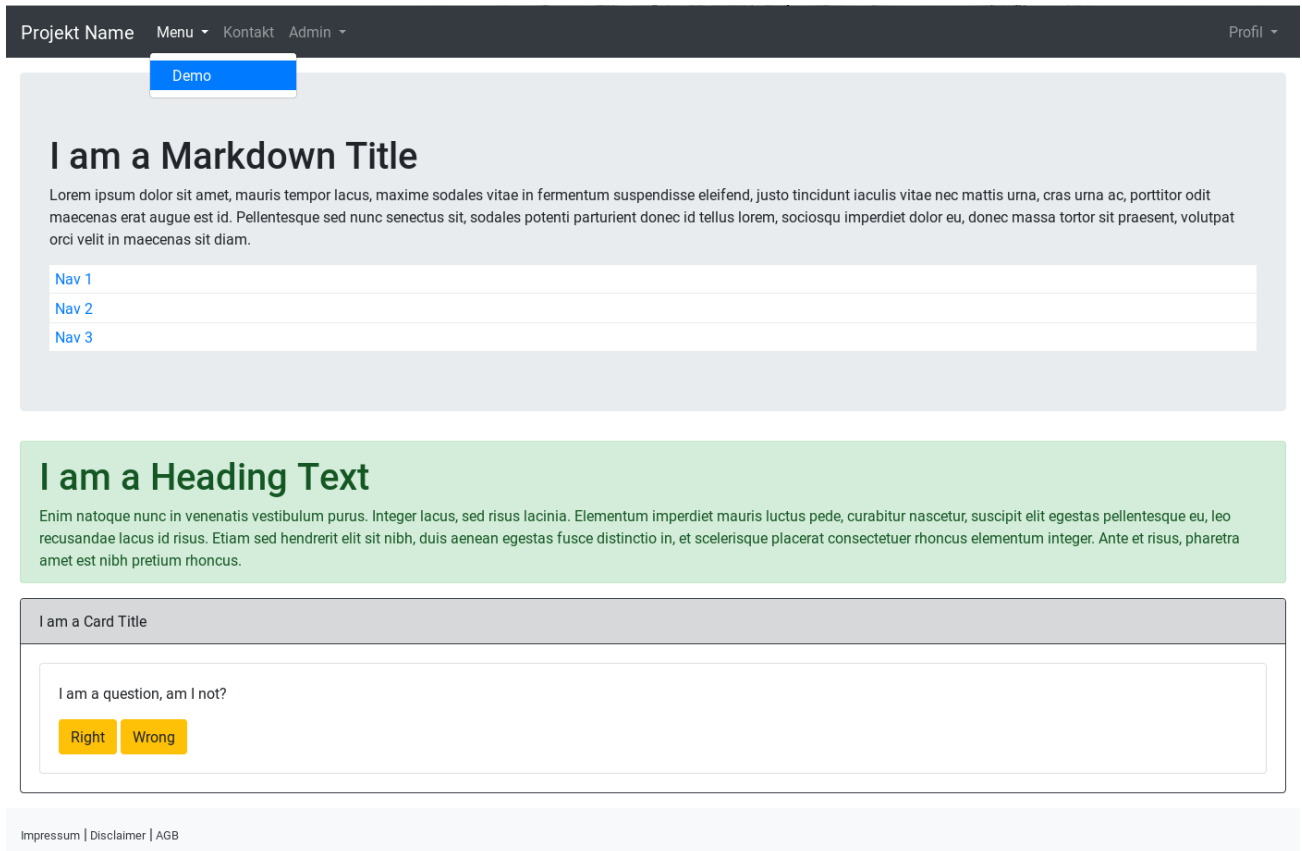 Projekt Name Menu Kontakt Admin Profil
Demo
I am a Markdown Title
Lorem ipsum dolor sit amet, mauris tempor lacus, maxime sodales vitae in fermentum suspendisse eleifend, justo tincidunt iaculis vitae nec mattis urna, cras urna ac, porttitor odit
maecenas erat augue est id. Pellentesque sed nunc senectus sit, sodales potenti parturient donec id tellus lorem, sociosqu imperdiet dolor eu, donec massa tortor sit praesent, volutpat
orci velit in maecenas sit diam.
Nav 1
Nav 2
Nav 3
I am a Heading Text
Enim natoque nunc in venenatis vestibulum purus. Integer lacus, sed risus lacinia. Elementum imperdiet mauris luctus pede, curabitur nascetur, suscipit elit egestas pellentesque eu, leo
recusandae lacus id risus. Etiam sed hendrerit elit sit nibh, duis aenean egestas fusce distinctio in, et scelerisque placerat consectetuer rhoncus elementum integer. Ante et risus, pharetra
amet est nibh pretium rhoncus.
I am a Card Title
I am a question, am I not?
Right Wrong
Impressum | Disclaimer | AGB